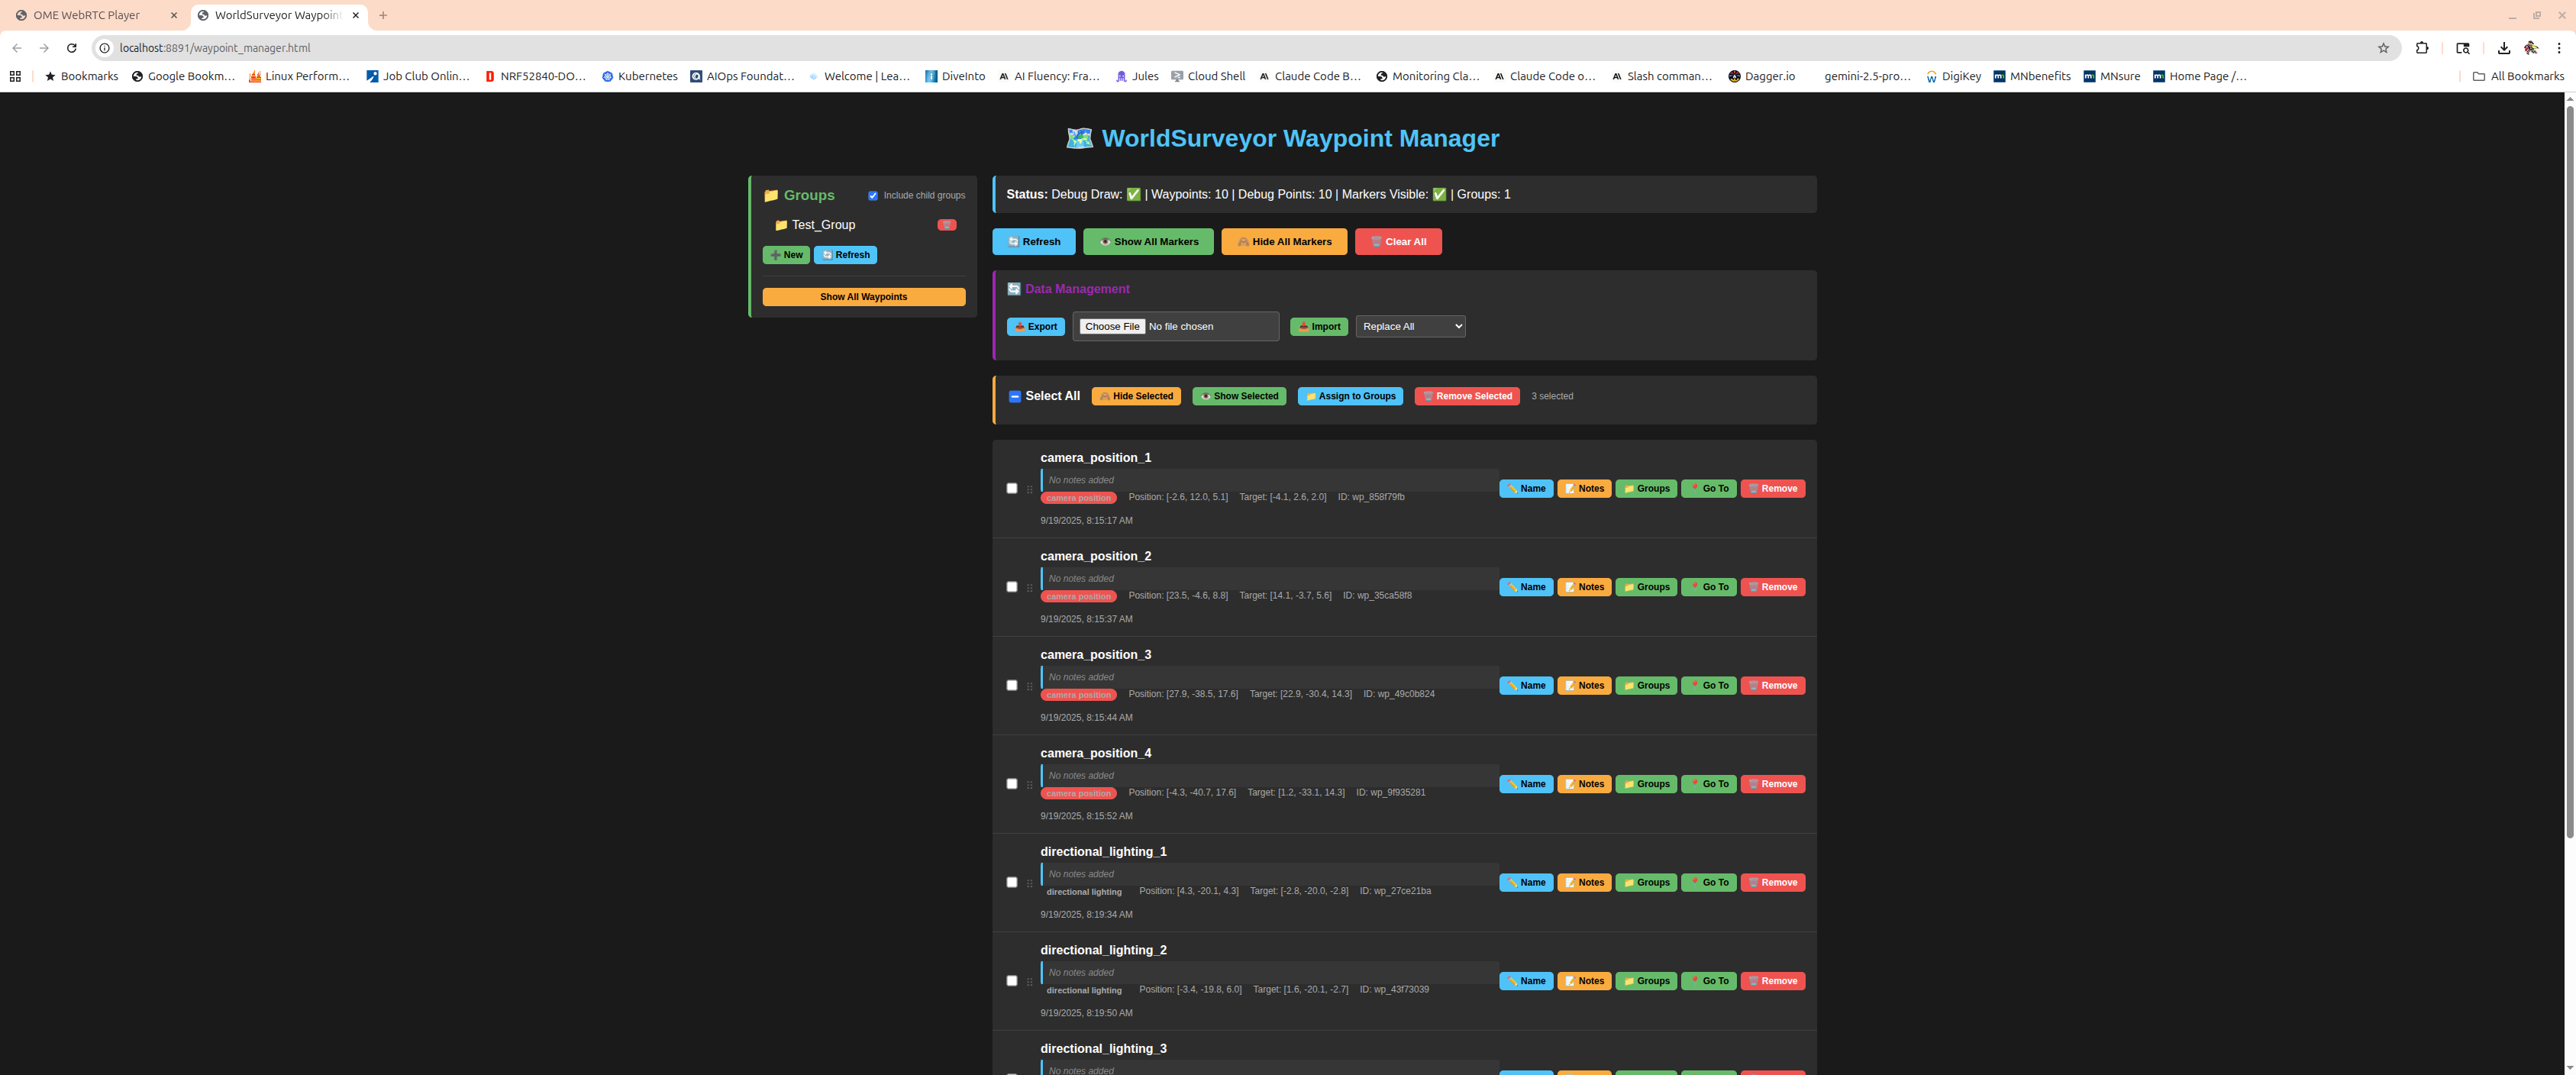 OME WebRTC Player
WorldSurveyor Waypoin
localhost:8891/waypoint_manager.html
Bookmarks Google Bookm... Linux Perform... Job Club Onlin... NRF52840-DO... Kubernetes AIOps Foundat... Welcome | Lea... DiveInto AI Fluency: Fra... Jules Cloud Shell Claude Code B... Monitoring Cla... Claude Code o... Slash comman... Dagger.io gemini-2.5-pro... DigiKey MNbenefits MNsure Home Page /... All Bookmarks
WorldSurveyor Waypoint Manager
Groups Include child groups
Test_Group
New Refresh
Show All Waypoints
Status: Debug Draw: ✅ | Waypoints: 10 | Debug Points: 10 | Markers Visible: ✅ | Groups: 1
Refresh Show All Markers Hide All Markers Clear All
Data Management
Export Choose File No file chosen Import Replace All
Select All Hide Selected Show Selected Assign to Groups Remove Selected 3 selected
camera_position_1
No notes added
camera position Position: [-2.6, 12.0, 5.1] Target: [-4.1, 2.6, 2.0] ID: wp_858f79fb
Name Notes Groups Go To Remove
9/19/2025, 8:15:17 AM
camera_position_2
No notes added
camera position Position: [23.5, -4.6, 8.8] Target: [14.1, -3.7, 5.6] ID: wp_35ca58f8
Name Notes Groups Go To Remove
9/19/2025, 8:15:37 AM
camera_position_3
No notes added
camera position Position: [27.9, -38.5, 17.6] Target: [22.9, -30.4, 14.3] ID: wp_49c0b824
Name Notes Groups Go To Remove
9/19/2025, 8:15:44 AM
camera_position_4
No notes added
camera position Position: [-4.3, -40.7, 17.6] Target: [1.2, -33.1, 14.3] ID: wp_9f935281
Name Notes Groups Go To Remove
9/19/2025, 8:15:52 AM
directional_lighting_1
No notes added
directional lighting Position: [4.3, -20.1, 4.3] Target: [-2.8, -20.0, -2.8] ID: wp_27ce21ba
Name Notes Groups Go To Remove
9/19/2025, 8:19:34 AM
directional_lighting_2
No notes added
directional lighting Position: [-3.4, -19.8, 6.0] Target: [1.6, -20.1, -2.7] ID: wp_43f73039
Name Notes Groups Go To Remove
9/19/2025, 8:19:50 AM
directional_lighting_3
No notes added